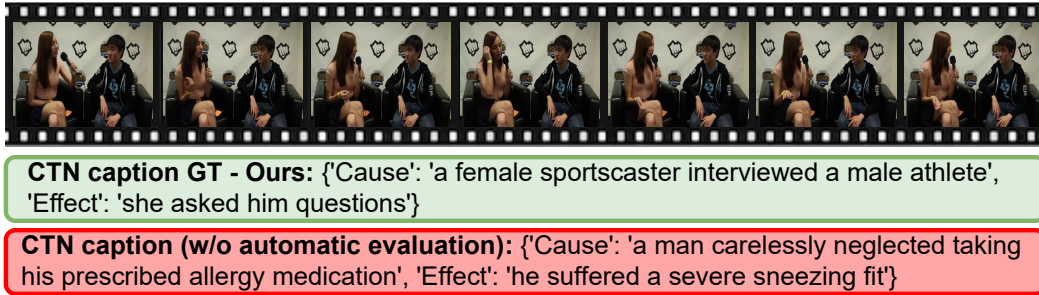 CTN caption GT - Ours: {'Cause': 'a female sportscaster interviewed a male athlete',
'Effect': 'she asked him questions'}
CTN caption (w/o automatic evaluation): {'Cause': 'a man carelessly neglected taking
his prescribed allergy medication', 'Effect': 'he suffered a severe sneezing fit'}